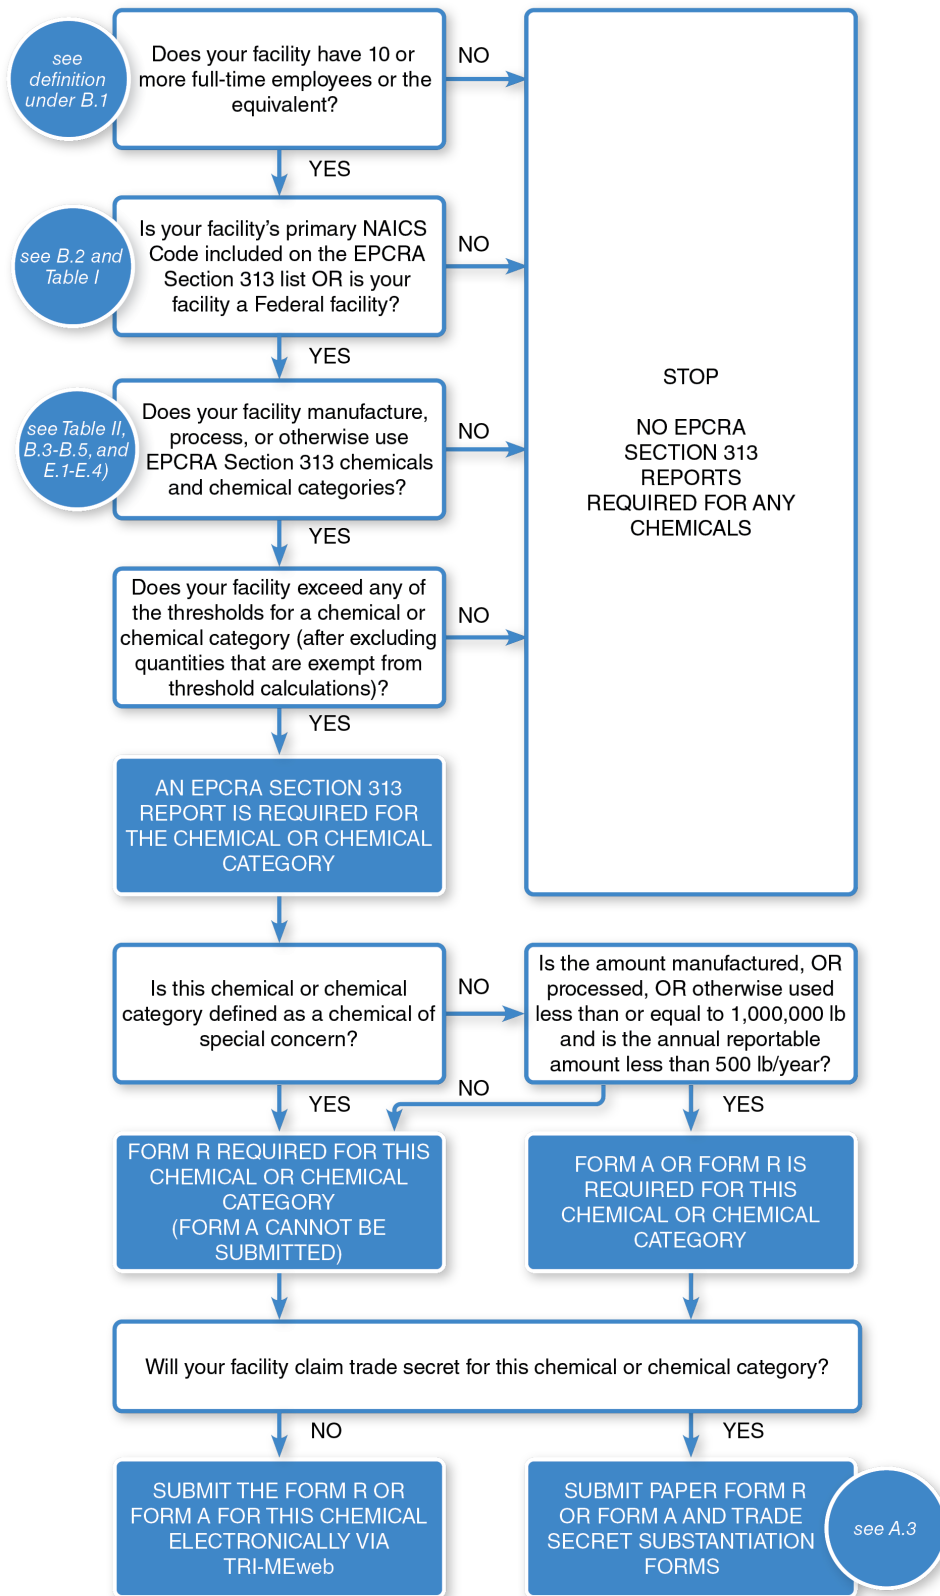 see
definition
under B.1
Does your facility have 10 or
more full-time employees or the
equivalent?
NO
YES
see B.2 and
Table I
Is your facility’s primary NAICS
Code included on the EPCRA
Section 313 list OR is your
facility a Federal facility?
NO
YES
see Table II,
B.3-B.5, and
E.1-E.4)
Does your facility manufacture,
process, or otherwise use
EPCRA Section 313 chemicals
and chemical categories?
NO
STOP
NO EPCRA
SECTION 313
REPORTS
REQUIRED FOR ANY
CHEMICALS
YES
Does your facility exceed any of
the thresholds for a chemical or
chemical category (after excluding
quantities that are exempt from
threshold calculations)?
NO
YES
AN EPCRA SECTION 313
REPORT IS REQUIRED FOR
THE CHEMICAL OR CHEMICAL
CATEGORY
Is this chemical or chemical
category defined as a chemical of
special concern?
NO
Is the amount manufactured, OR
processed, OR otherwise used
less than or equal to 1,000,000 lb
and is the annual reportable
amount less than 500 lb/year?
YES
NO
YES
FORM R REQUIRED FOR THIS
CHEMICAL OR CHEMICAL
CATEGORY
(FORM A CANNOT BE
SUBMITTED)
FORM A OR FORM R IS
REQUIRED FOR THIS
CHEMICAL OR CHEMICAL
CATEGORY
Will your facility claim trade secret for this chemical or chemical category?
NO
YES
SUBMIT THE FORM R OR
FORM A FOR THIS CHEMICAL
ELECTRONICALLY VIA
TRI-MEweb
SUBMIT PAPER FORM R
OR FORM A AND TRADE
SECRET SUBSTANTIATION
FORMS
see A.3